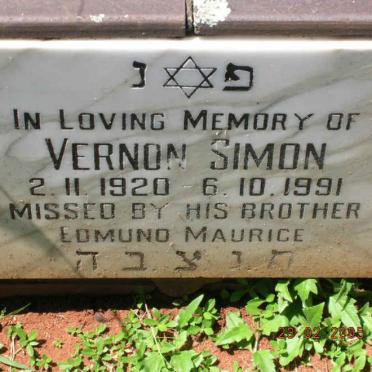 פ ✡ נ
IN LOVING MEMORY OF
VERNON SIMON
2.11.1920 - 6.10.1991
MISSED BY HIS BROTHER
EDMUND MAURICE
ת נ צ ב ה
29 02 2005